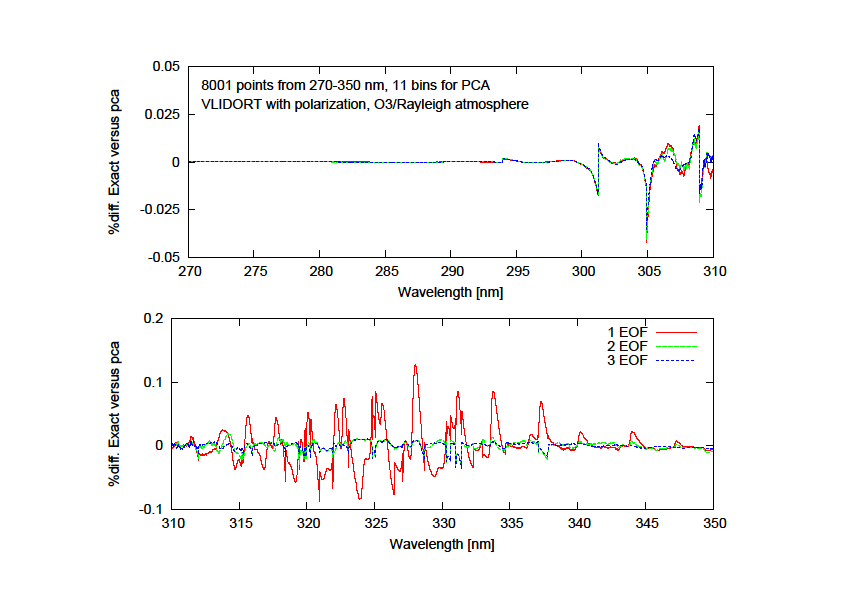 0.05
8001 points from 270-350 nm, 11 bins for PCA
VLIDORT with polarization, O3/Rayleigh atmosphere
0.025
0
-0.025
-0.05
%diff. Exact versus pca
270 275 280 285 290 295 300 305 310
Wavelength [nm]
0.2
1 EOF
2 EOF
3 EOF
0.1
0
-0.1
%diff. Exact versus pca
310 315 320 325 330 335 340 345 350
Wavelength [nm]